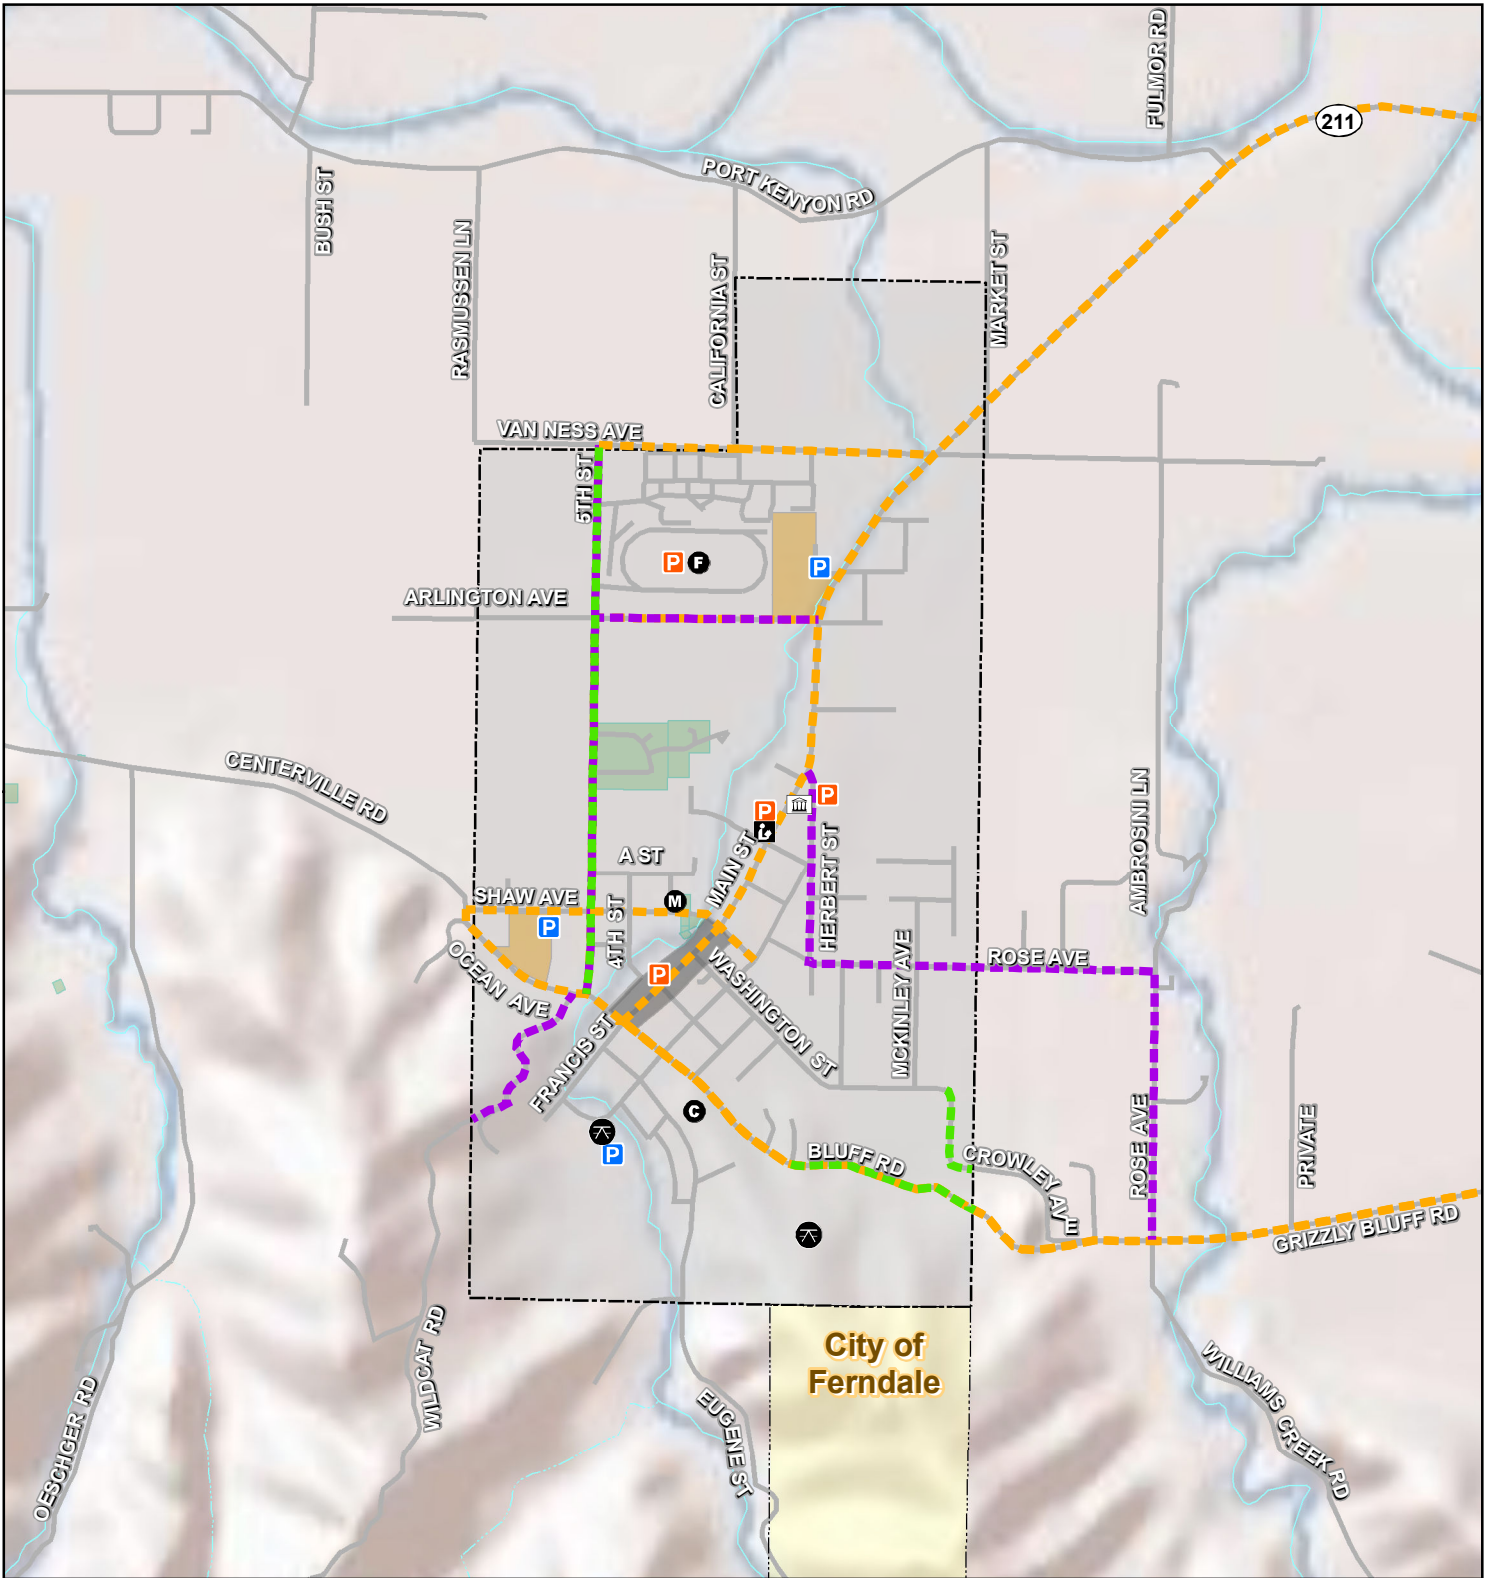 FULMOR RD
211
PORT KENYON RD
BUSH ST
RASMUSSEN LN
CALIFORNIA ST
MARKET ST
VAN NESS AVE
5TH ST
P
F
P
ARLINGTON AVE
CENTERVILLE RD
P
P
MAIN ST
HERBERT ST
AMBROSINI LN
A ST
SHAW AVE
M
P
4TH ST
OCEAN AVE
P
WASHINGTON ST
MCKINLEY AVE
ROSE AVE
FRANCIS ST
C
P
BLUFF RD
CROWLEY AVE
ROSE AVE
PRIVATE
GRIZZLY BLUFF RD
City of
Ferndale
WILDCAT RD
OESCHGER RD
EUGENE ST
WILLIAMS CREEK RD